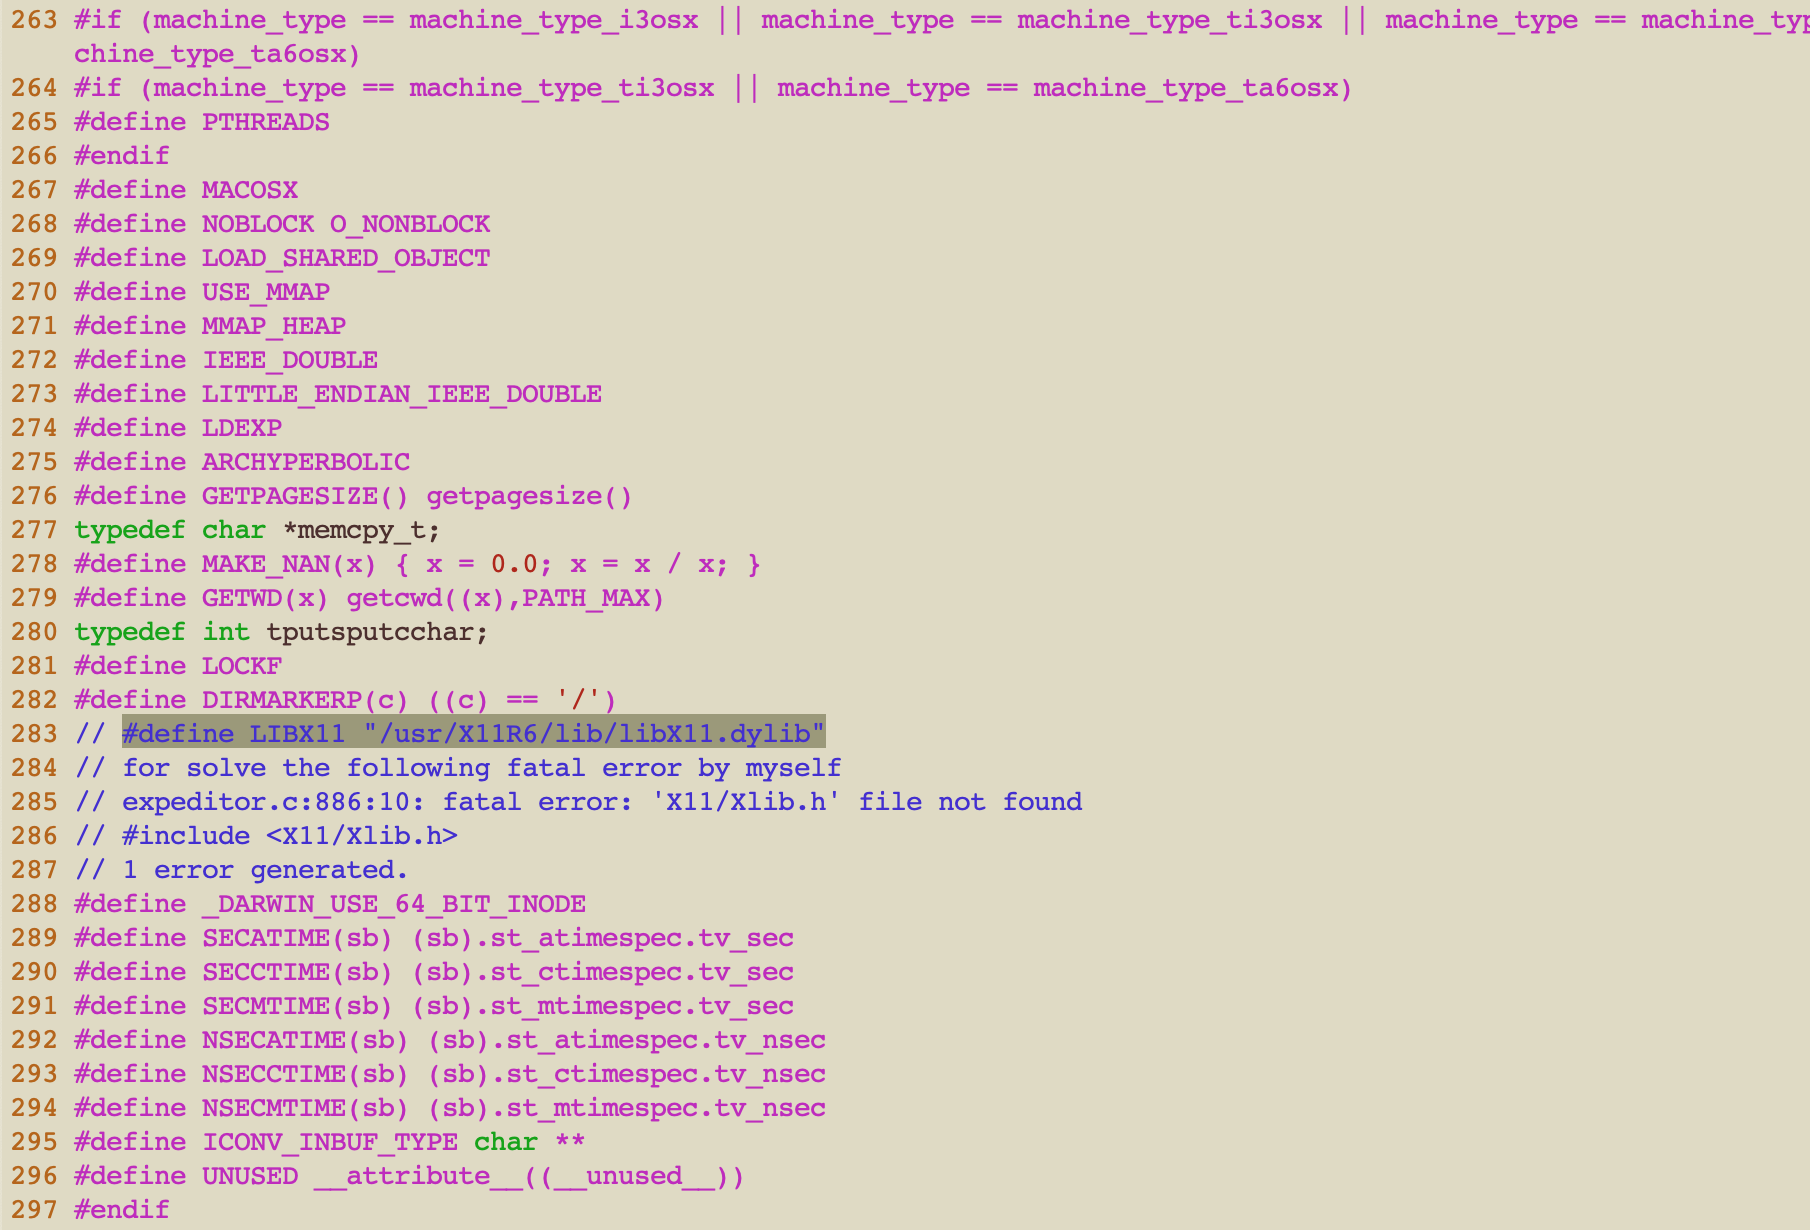 263 #if (machine_type == machine_type_i3osx || machine_type == machine_type_ti3osx || machine_type == machine_typ
chine_type_ta6osx)
264 #if (machine_type == machine_type_ti3osx || machine_type == machine_type_ta6osx)
265 #define PTHREADS
266 #endif
267 #define MACOSX
268 #define NOBLOCK O_NONBLOCK
269 #define LOAD_SHARED_OBJECT
270 #define USE_MMAP
271 #define MMAP_HEAP
272 #define IEEE_DOUBLE
273 #define LITTLE_ENDIAN_IEEE_DOUBLE
274 #define LDEXP
275 #define ARCHYPERBOLIC
276 #define GETPAGESIZE() getpagesize()
277 typedef char *memcpy_t;
278 #define MAKE_NAN(x) { x = 0.0; x = x / x; }
279 #define GETWD(x) getcwd((x),PATH_MAX)
280 typedef int tputsputcchar;
281 #define LOCKF
282 #define DIRMARKERP(c) ((c) == '/')
283 // #define LIBX11 "/usr/X11R6/lib/libX11.dylib"
284 // for solve the following fatal error by myself
285 // expeditor.c:886:10: fatal error: 'X11/Xlib.h' file not found
286 // #include <X11/Xlib.h>
287 // 1 error generated.
288 #define _DARWIN_USE_64_BIT_INODE
289 #define SECATIME(sb) (sb).st_atimespec.tv_sec
290 #define SECCTIME(sb) (sb).st_ctimespec.tv_sec
291 #define SECMTIME(sb) (sb).st_mtimespec.tv_sec
292 #define NSECATIME(sb) (sb).st_atimespec.tv_nsec
293 #define NSECCTIME(sb) (sb).st_ctimespec.tv_nsec
294 #define NSECMTIME(sb) (sb).st_mtimespec.tv_nsec
295 #define ICONV_INBUF_TYPE char **
296 #define UNUSED __attribute__((__unused__))
297 #endif